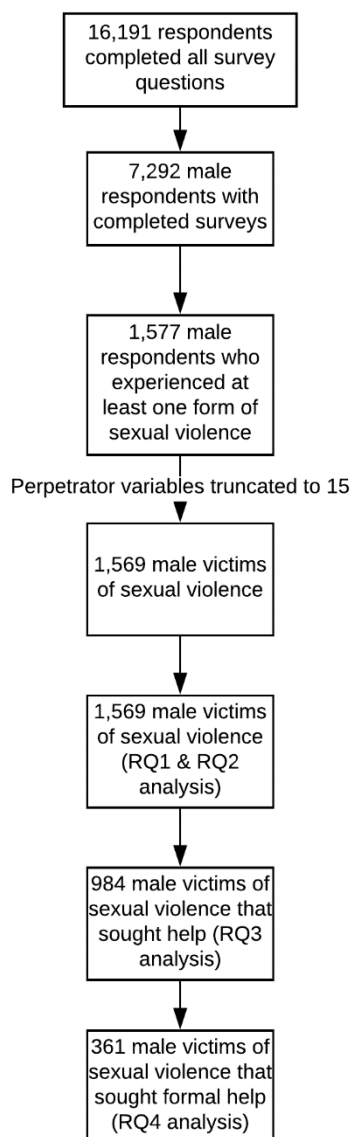 16,191 respondents
completed all survey
questions
7,292 male
respondents with
completed surveys
1,577 male
respondents who
experienced at
least one form of
sexual violence
Perpetrator variables truncated to 15
1,569 male victims
of sexual violence
1,569 male victims
of sexual violence
(RQ1 & RQ2
analysis)
984 male victims of
sexual violence that
sought help (RQ3
analysis)
361 male victims of
sexual violence that
sought formal help
(RQ4 analysis)